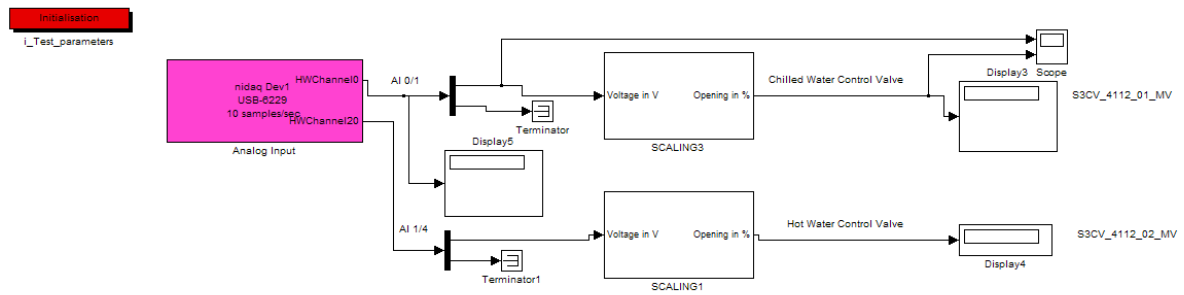 Initialisation
i_Test_parameters
HWChannel0
nidaq Dev1
USB-6229
10 samples/sec
HWChannel20
Analog Input
AI 0/1
Terminator
Display5
Voltage in V
Opening in %
SCALING3
Chilled Water Control Valve
Display3
Scope
S3CV_4112_01_MV
AI 1/4
Terminator1
Voltage in V
Opening in %
SCALING1
Hot Water Control Valve
Display4
S3CV_4112_02_MV